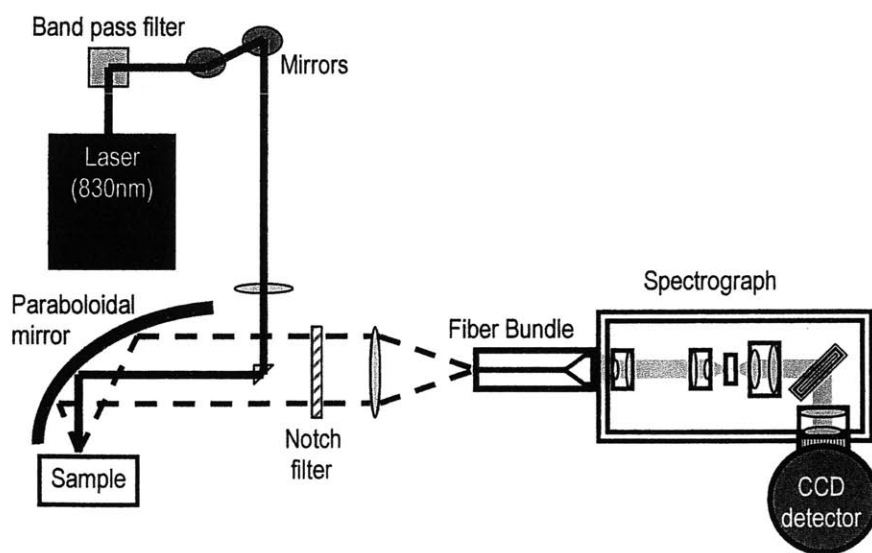 Band pass filter
Mirrors
Laser
(830nm)
Paraboloidal
mirror
Spectrograph
Fiber Bundle
Notch
filter
Sample
CCD
detector